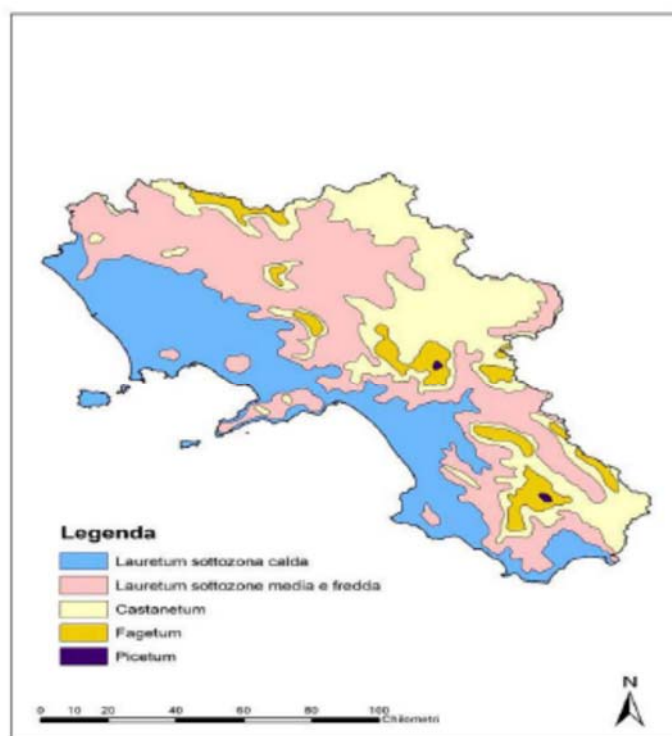 Legenda
Lauretum sottozona calda
Lauretum sottozone media e fredda
Castanetum
Fagetum
Picetum
N
0 10 20 40 60 80 100
Chilometri